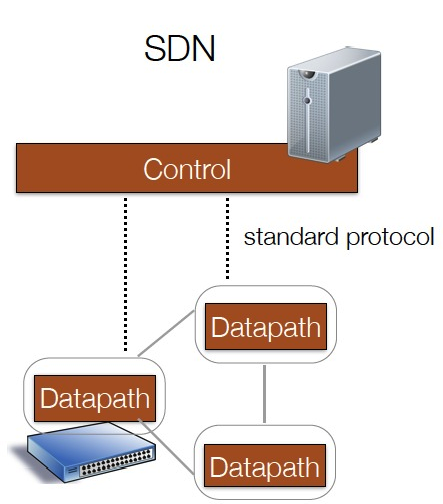 SDN
Control
standard protocol
Datapath
Datapath
Datapath